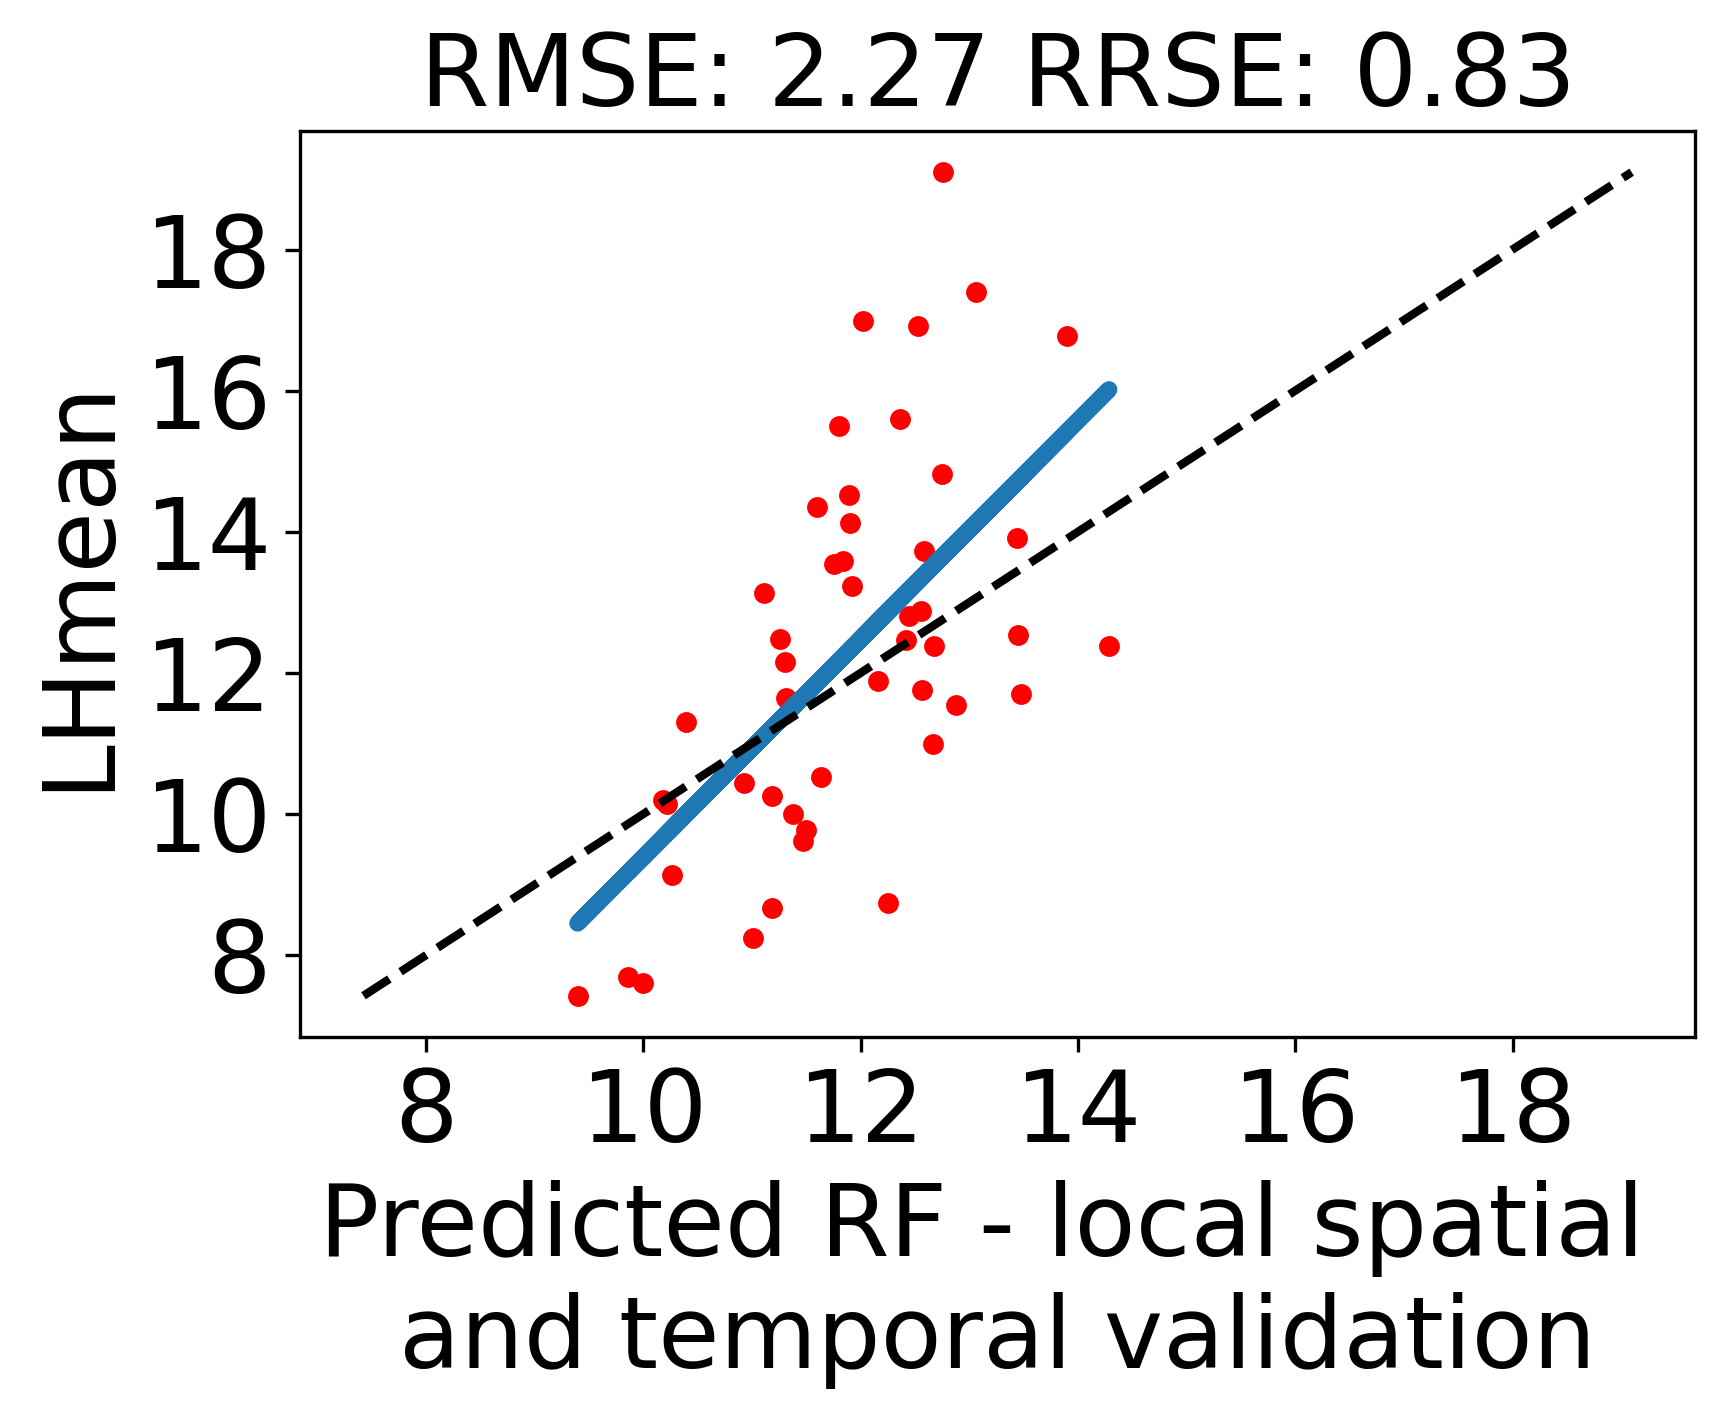 RMSE: 2.27 RRSE: 0.83
LHmean
18
16
14
12
10
8
8 10 12 14 16 18
Predicted RF - local spatial
and temporal validation